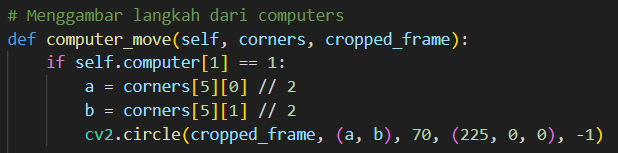 # Menggambar langkah dari computers
def computer_move(self, corners, cropped_frame):
    if self.computer[1] == 1:
        a = corners[5][0] // 2
        b = corners[5][1] // 2
        cv2.circle(cropped_frame, (a, b), 70, (225, 0, 0), -1)